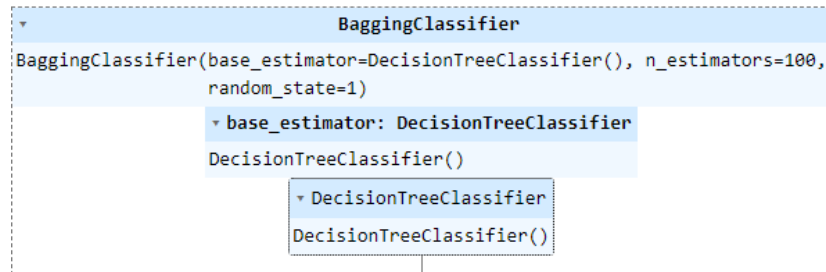 BaggingClassifier
BaggingClassifier(base_estimator=DecisionTreeClassifier(), n_estimators=100,
random_state=1)
base_estimator: DecisionTreeClassifier
DecisionTreeClassifier()
DecisionTreeClassifier
DecisionTreeClassifier()